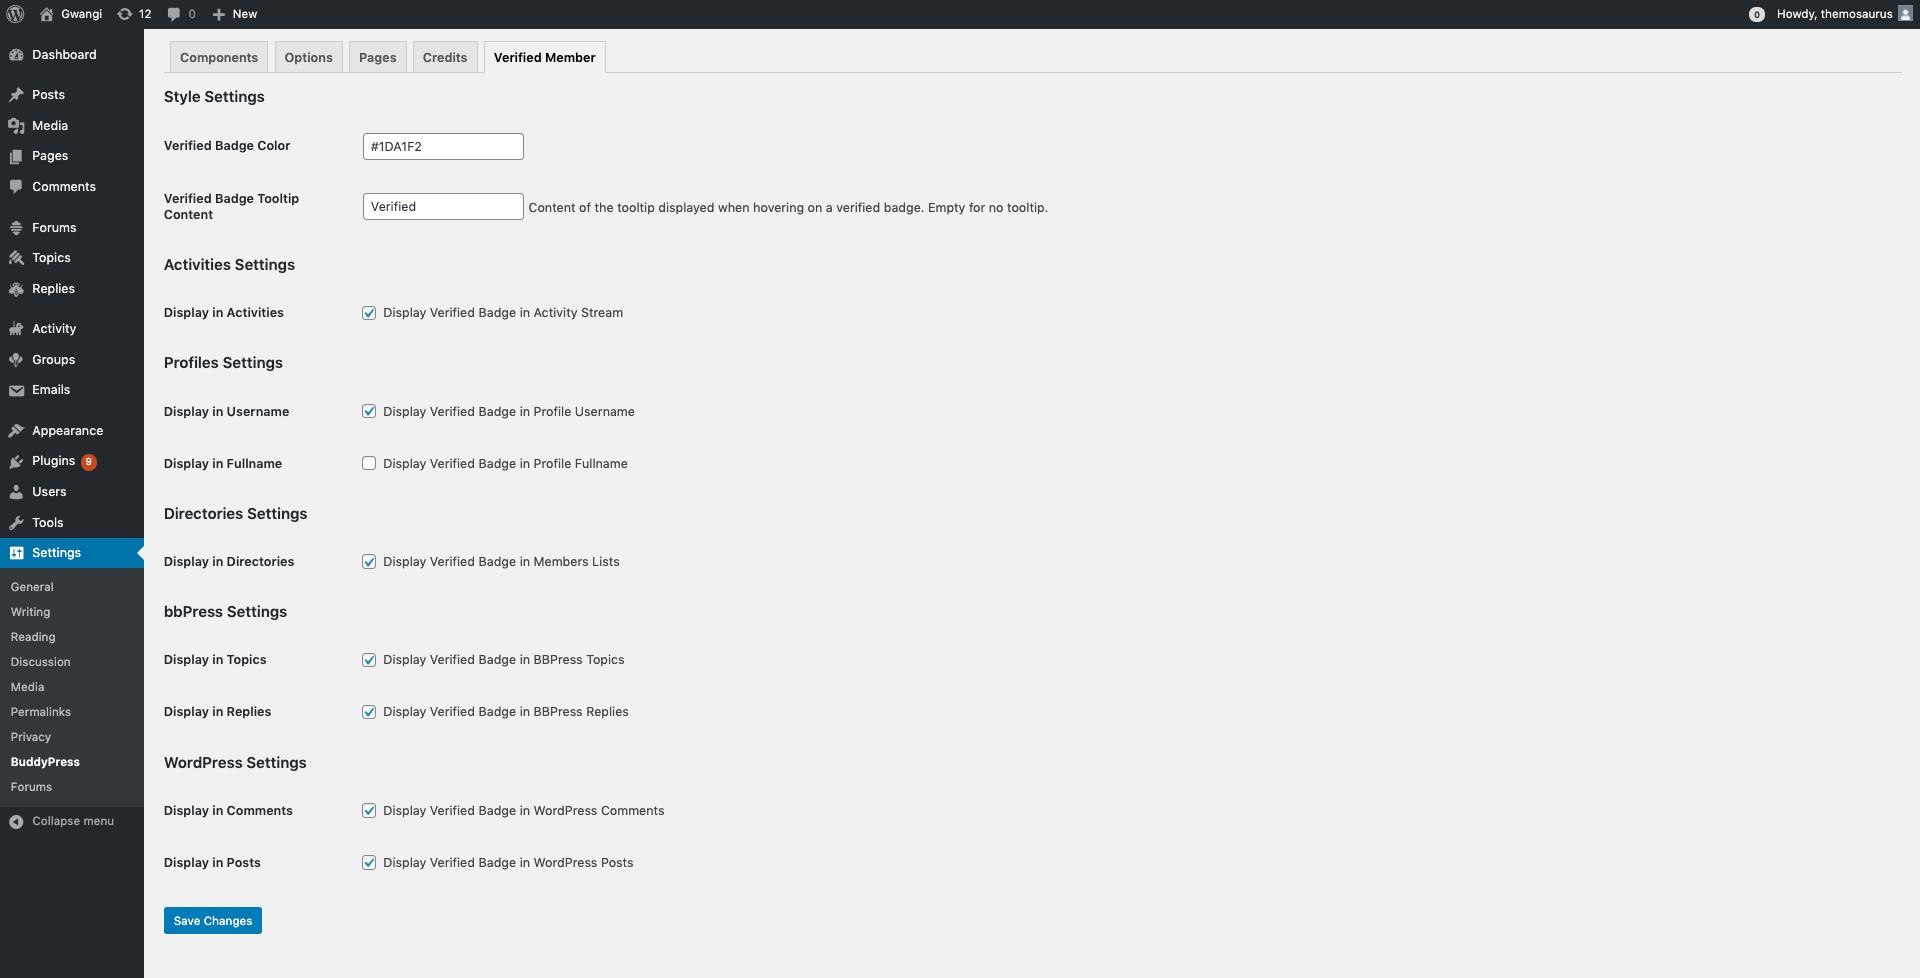 Gwangi 12 0 New 0 Howdy, themosaurus
Dashboard
Posts
Media
Pages
Comments
Forums
Topics
Replies
Activity
Groups
Emails
Appearance
Plugins 9
Users
Tools
Settings
General
Writing
Reading
Discussion
Media
Permalinks
Privacy
BuddyPress
Forums
Collapse menu
Components Options Pages Credits Verified Member
Style Settings
Verified Badge Color #1DA1F2
Verified Badge Tooltip
Content
Verified Content of the tooltip displayed when hovering on a verified badge. Empty for no tooltip.
Activities Settings
Display in Activities Display Verified Badge in Activity Stream
Profiles Settings
Display in Username Display Verified Badge in Profile Username
Display in Fullname Display Verified Badge in Profile Fullname
Directories Settings
Display in Directories Display Verified Badge in Members Lists
bbPress Settings
Display in Topics Display Verified Badge in BBPress Topics
Display in Replies Display Verified Badge in BBPress Replies
WordPress Settings
Display in Comments Display Verified Badge in WordPress Comments
Display in Posts Display Verified Badge in WordPress Posts
Save Changes